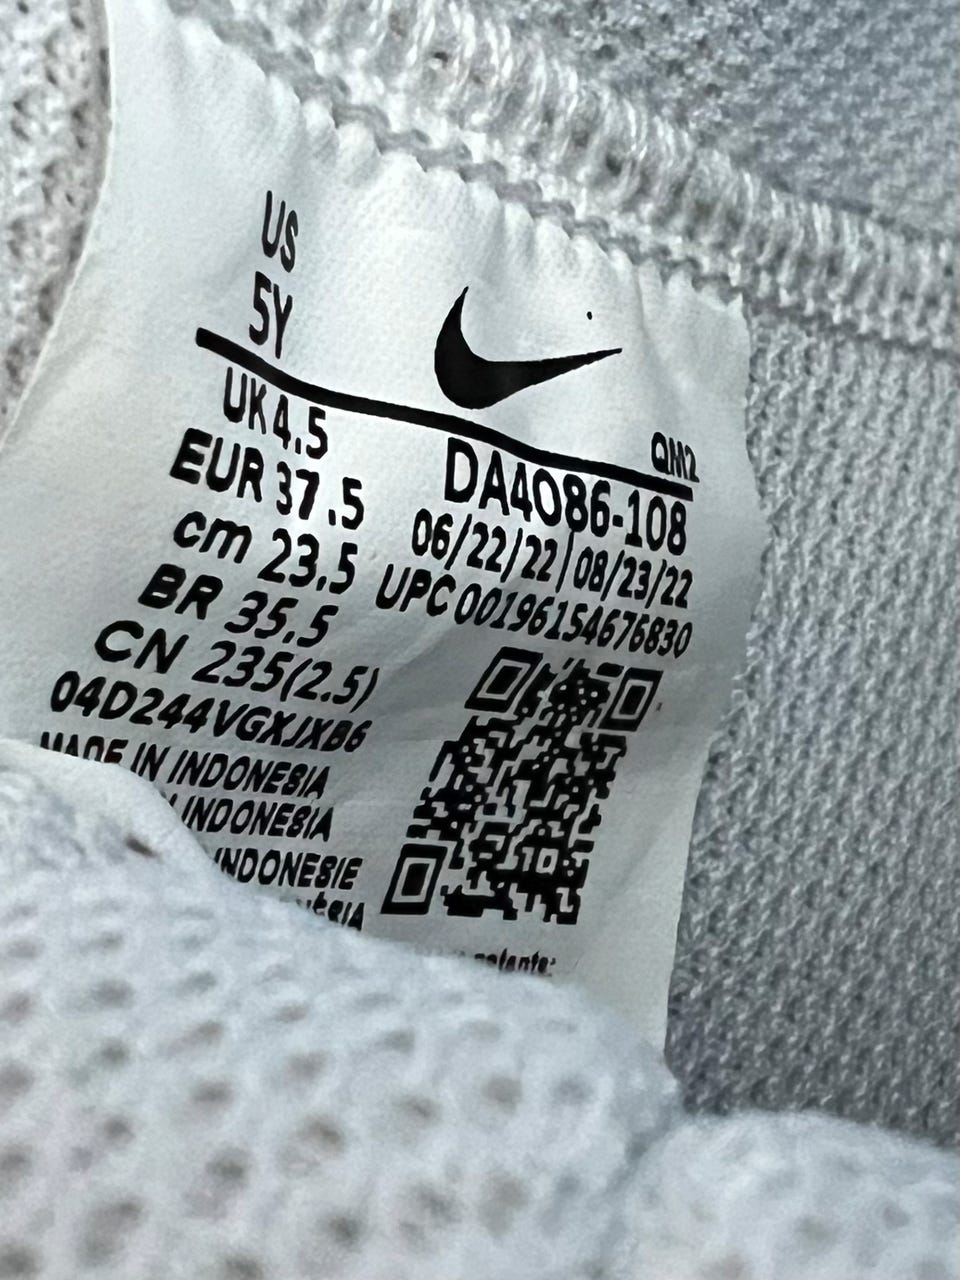 US
5Y
UK 4.5
EUR 37.5
cm 23.5
BR 35.5
CN 235(2.5)
04D244VGXJXB6
MADE IN INDONESIA
INDONESIA
INDONESIE
QM2
DA4086-108
06/22/22|08/23/22
UPC 00196154676830